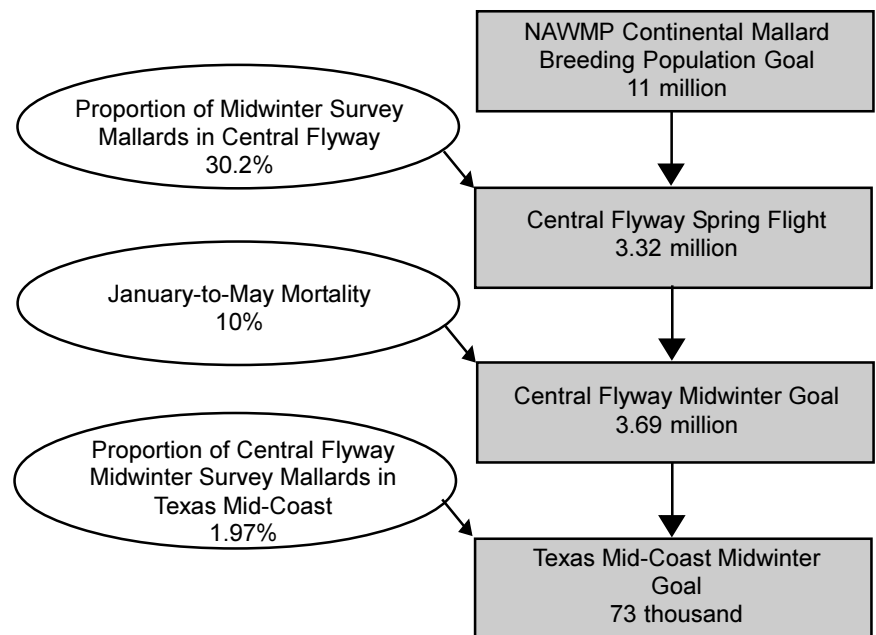 NAWMP Continental Mallard
Breeding Population Goal
11 million
Proportion of Midwinter Survey
Mallards in Central Flyway
30.2%
Central Flyway Spring Flight
3.32 million
January-to-May Mortality
10%
Central Flyway Midwinter Goal
3.69 million
Proportion of Central Flyway
Midwinter Survey Mallards in
Texas Mid-Coast
1.97%
Texas Mid-Coast Midwinter
Goal
73 thousand